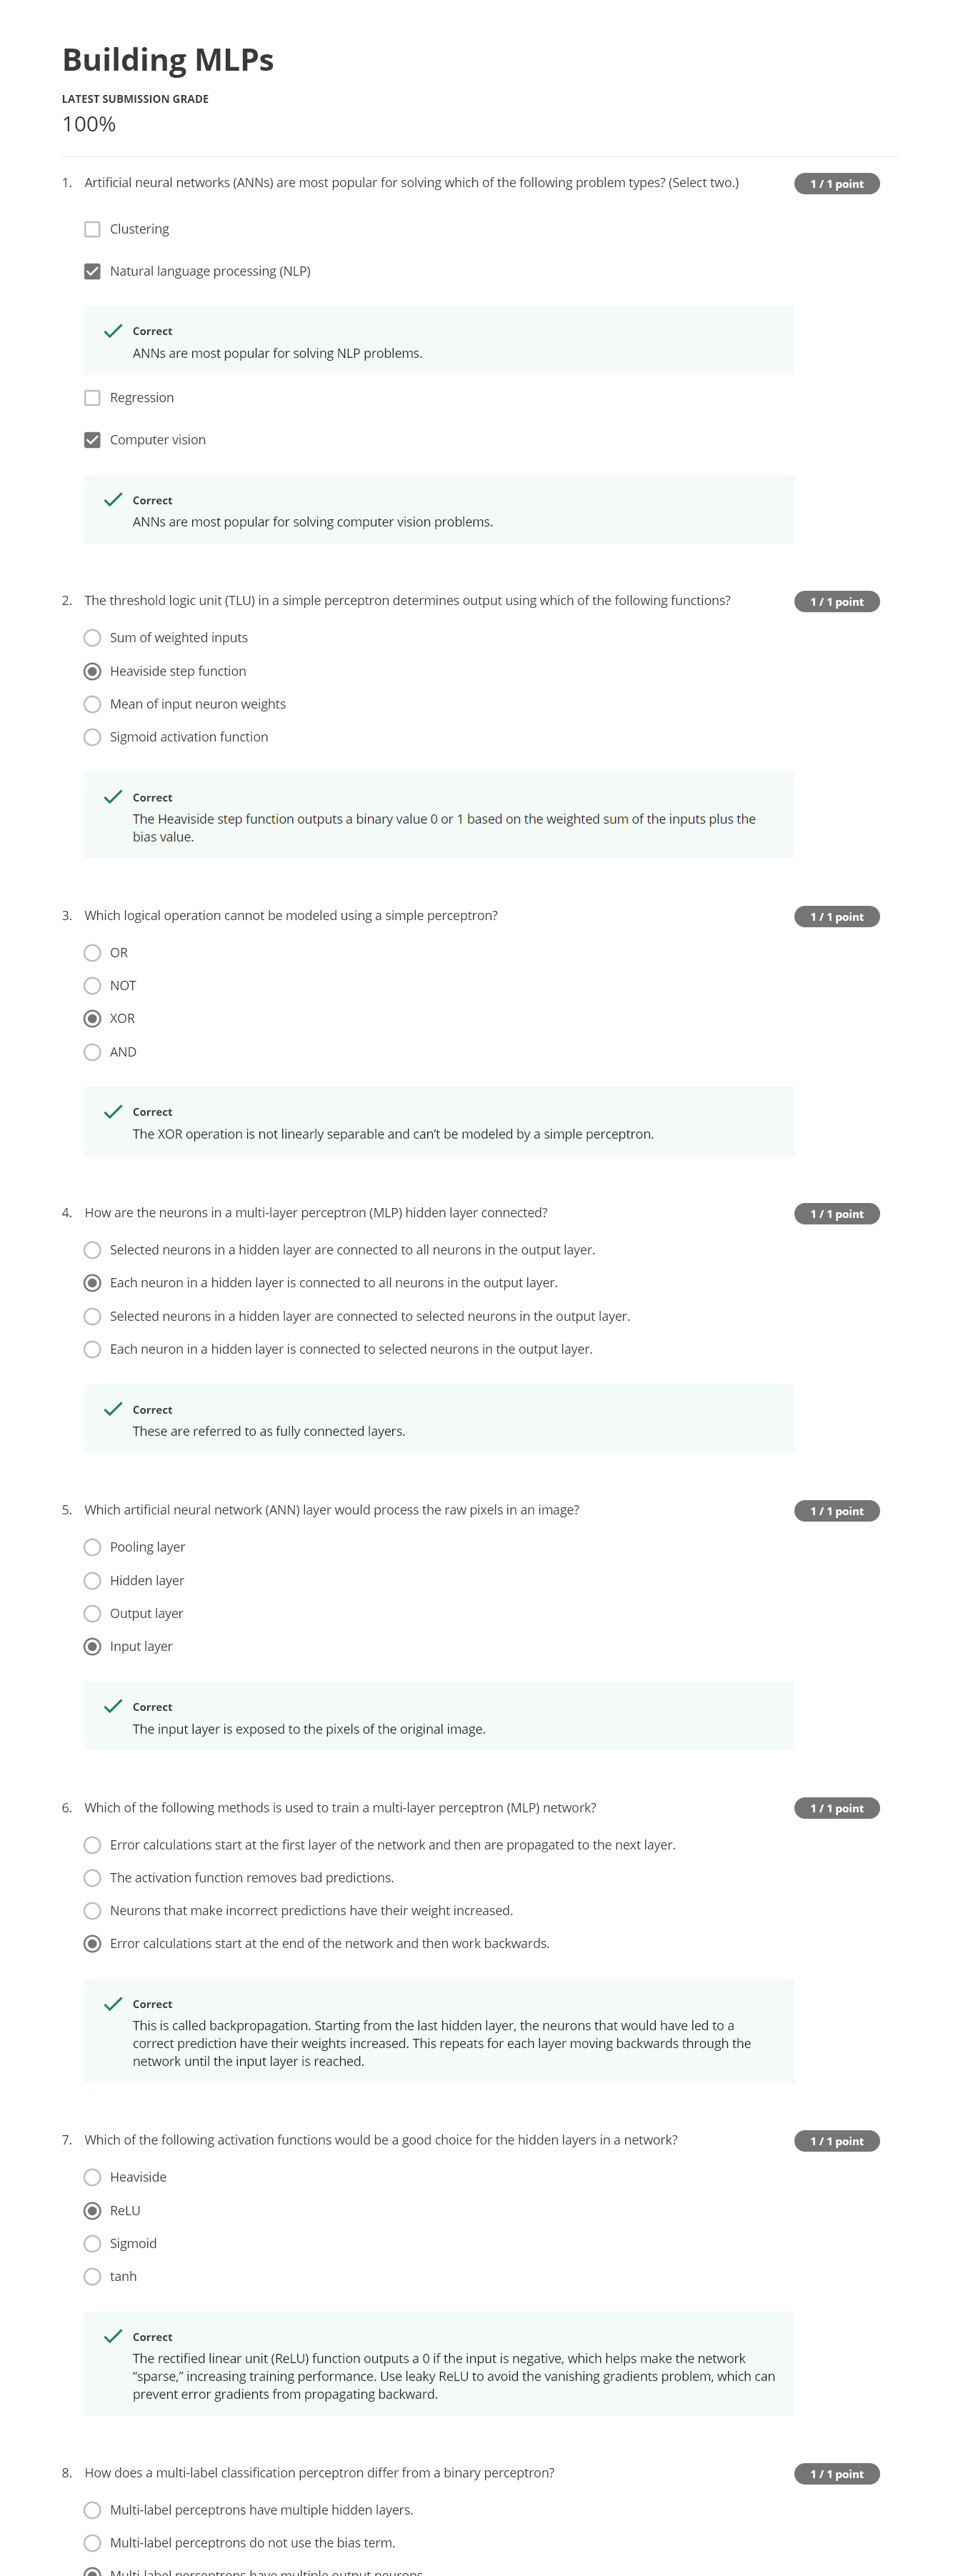 Building MLPs
LATEST SUBMISSION GRADE
100%
1. Artificial neural networks (ANNs) are most popular for solving which of the following problem types? (Select two.)
1 / 1 point
Clustering
Natural language processing (NLP)
Correct
ANNs are most popular for solving NLP problems.
Regression
Computer vision
Correct
ANNs are most popular for solving computer vision problems.
2. The threshold logic unit (TLU) in a simple perceptron determines output using which of the following functions?
1 / 1 point
Sum of weighted inputs
Heaviside step function
Mean of input neuron weights
Sigmoid activation function
Correct
The Heaviside step function outputs a binary value 0 or 1 based on the weighted sum of the inputs plus the
bias value.
3. Which logical operation cannot be modeled using a simple perceptron?
1 / 1 point
OR
NOT
XOR
AND
Correct
The XOR operation is not linearly separable and can't be modeled by a simple perceptron.
4. How are the neurons in a multi-layer perceptron (MLP) hidden layer connected?
1 / 1 point
Selected neurons in a hidden layer are connected to all neurons in the output layer.
Each neuron in a hidden layer is connected to all neurons in the output layer.
Selected neurons in a hidden layer are connected to selected neurons in the output layer.
Each neuron in a hidden layer is connected to selected neurons in the output layer.
Correct
These are referred to as fully connected layers.
5. Which artificial neural network (ANN) layer would process the raw pixels in an image?
1 / 1 point
Pooling layer
Hidden layer
Output layer
Input layer
Correct
The input layer is exposed to the pixels of the original image.
6. Which of the following methods is used to train a multi-layer perceptron (MLP) network?
1 / 1 point
Error calculations start at the first layer of the network and then are propagated to the next layer.
The activation function removes bad predictions.
Neurons that make incorrect predictions have their weight increased.
Error calculations start at the end of the network and then work backwards.
Correct
This is called backpropagation. Starting from the last hidden layer, the neurons that would have led to a
correct prediction have their weights increased. This repeats for each layer moving backwards through the
network until the input layer is reached.
7. Which of the following activation functions would be a good choice for the hidden layers in a network?
1 / 1 point
Heaviside
ReLU
Sigmoid
tanh
Correct
The rectified linear unit (ReLU) function outputs a 0 if the input is negative, which helps make the network
“sparse,” increasing training performance. Use leaky ReLU to avoid the vanishing gradients problem, which can
prevent error gradients from propagating backward.
8. How does a multi-label classification perceptron differ from a binary perceptron?
1 / 1 point
Multi-label perceptrons have multiple hidden layers.
Multi-label perceptrons do not use the bias term.
Multi-label perceptrons have multiple output neurons.